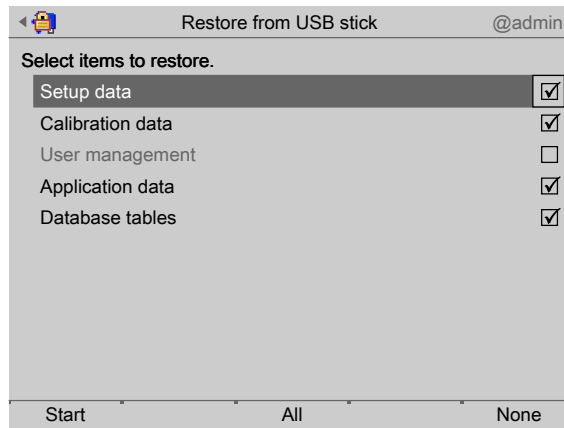 Restore from USB stick @admin
Select items to restore.
Setup data
Calibration data
User management
Application data
Database tables
Start All None